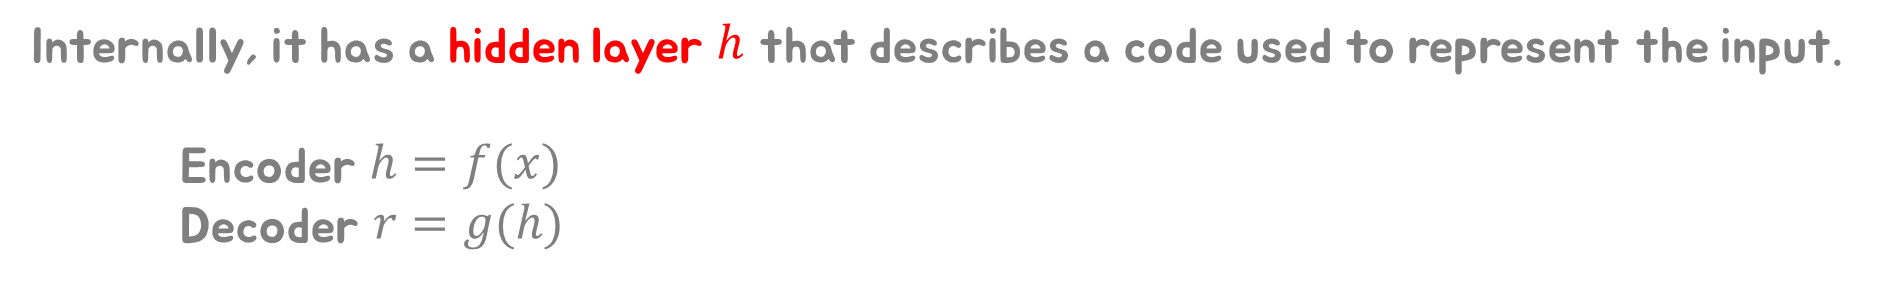 Internally, it has a hidden layer h that describes a code used to represent the input.
Encoder h = f(x)
Decoder r = g(h)